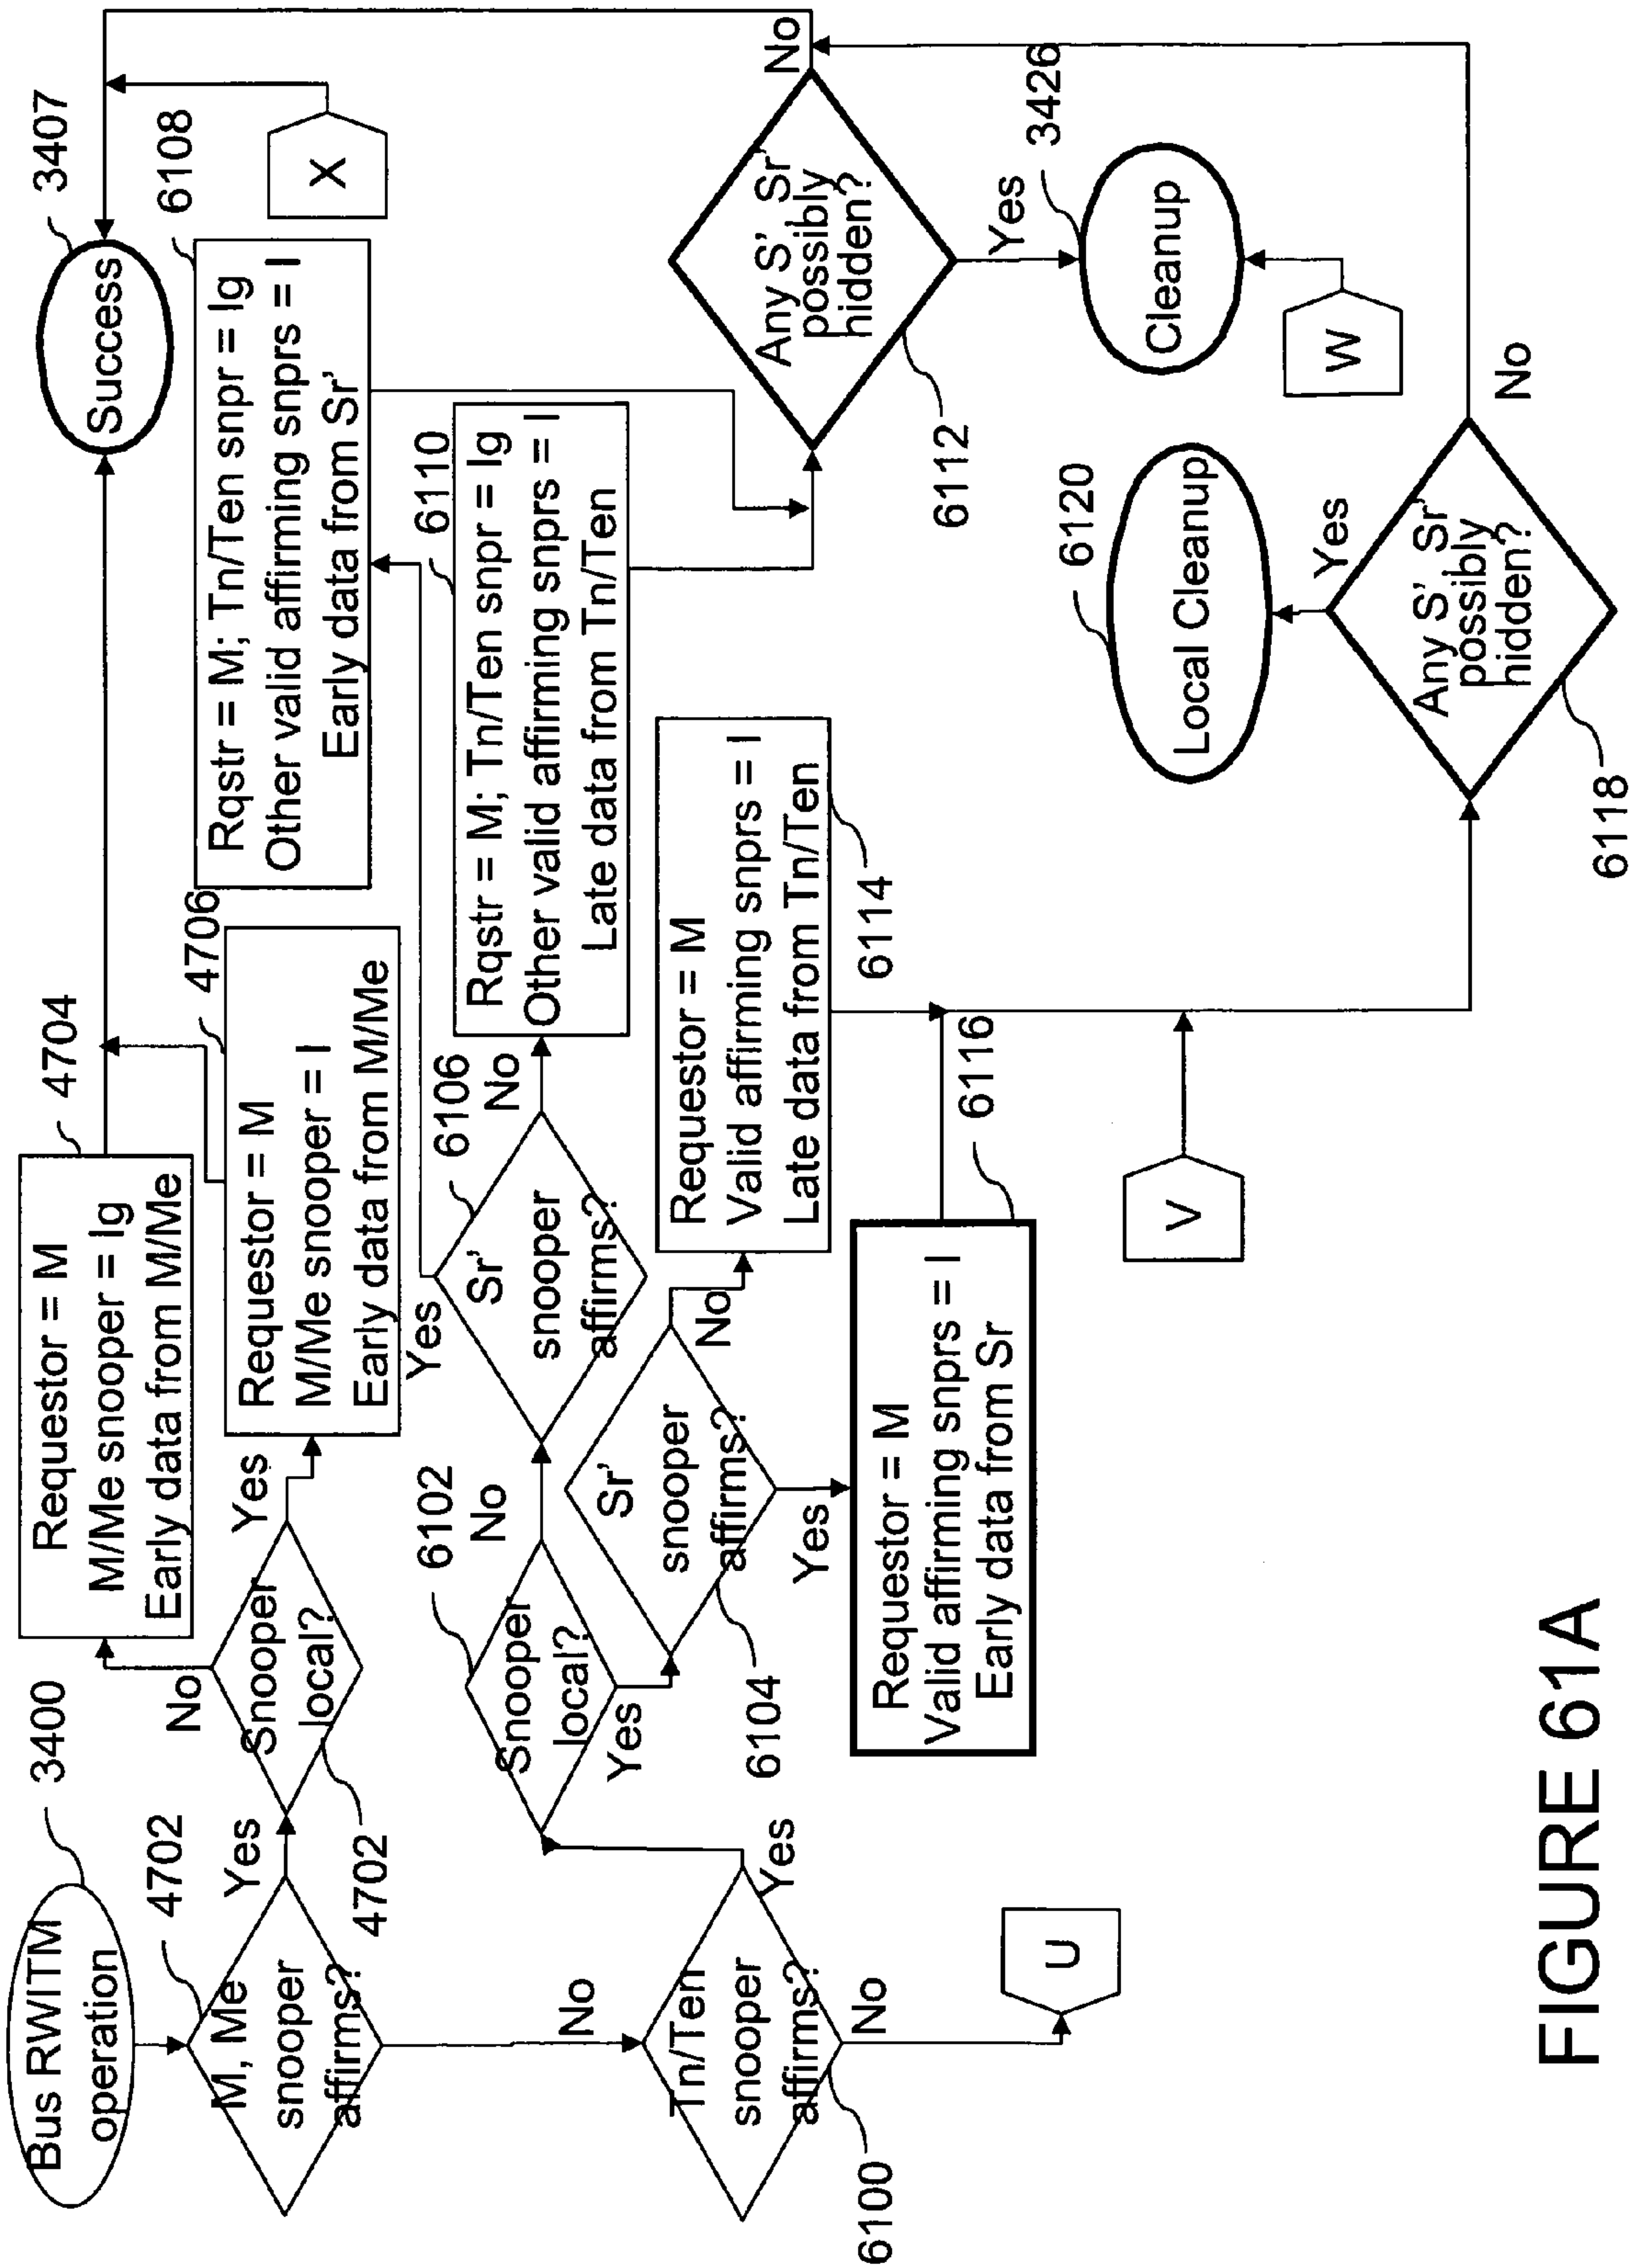 Bus RWITM
operation
3400
4702
M, Me
snooper
affirms?
Yes
No
Snooper
local?
4702
No
Yes
4704
Requestor = M
M/Me snooper = Ig
Early data from M/Me
4706
Requestor = M
M/Me snooper = I
Early data from M/Me
Success
3407
X
6100
Tn/Ten
snooper
affirms?
Yes
No
U
6102
Snooper
local?
No
Yes
6106
Sr'
snooper
affirms?
Yes
No
6104
Sr'
snooper
affirms?
No
Yes
6108
Rqstr = M; Tn/Ten snpr = Ig
Other valid affirming snprs = I
Early data from Sr'
6110
Rqstr = M; Tn/Ten snpr = Ig
Other valid affirming snprs = I
Late data from Tn/Ten
6114
Requestor = M
Valid affirming snprs = I
Late data from Tn/Ten
6116
Requestor = M
Valid affirming snprs = I
Early data from Sr
V
6112
Any S' Sr'
possibly
hidden?
No
Yes
3426
Cleanup
W
6118
Any S' Sr'
possibly
hidden?
Yes
No
6120
Local Cleanup
FIGURE 61A